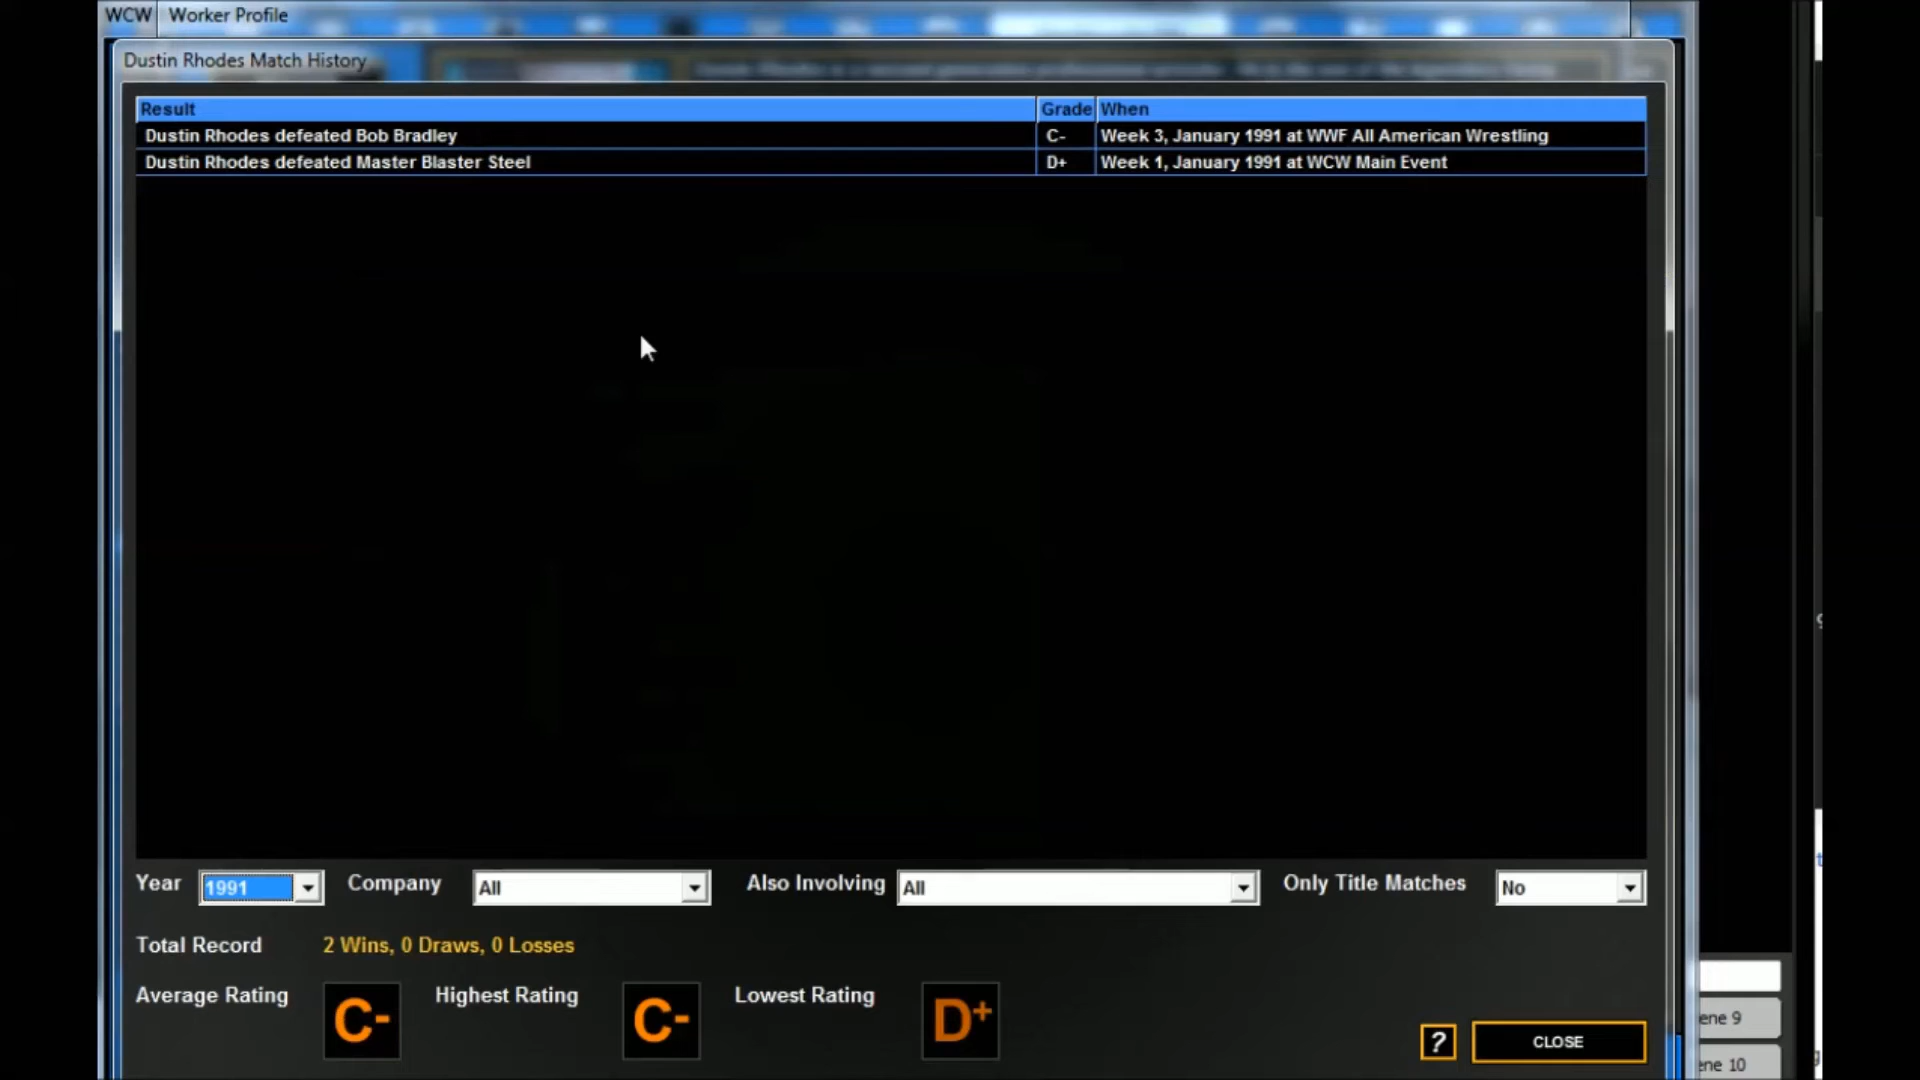 WCW Worker Profile
Dustin Rhodes Match History
Result Grade When
Dustin Rhodes defeated Bob Bradley C- Week 3, January 1991 at WWF All American Wrestling
Dustin Rhodes defeated Master Blaster Steel D+ Week 1, January 1991 at WCW Main Event
Year 1991 Company All Also Involving All Only Title Matches No
Total Record 2 Wins, 0 Draws, 0 Losses
Average Rating C- Highest Rating C- Lowest Rating D+
? CLOSE
ene 9
ene 10